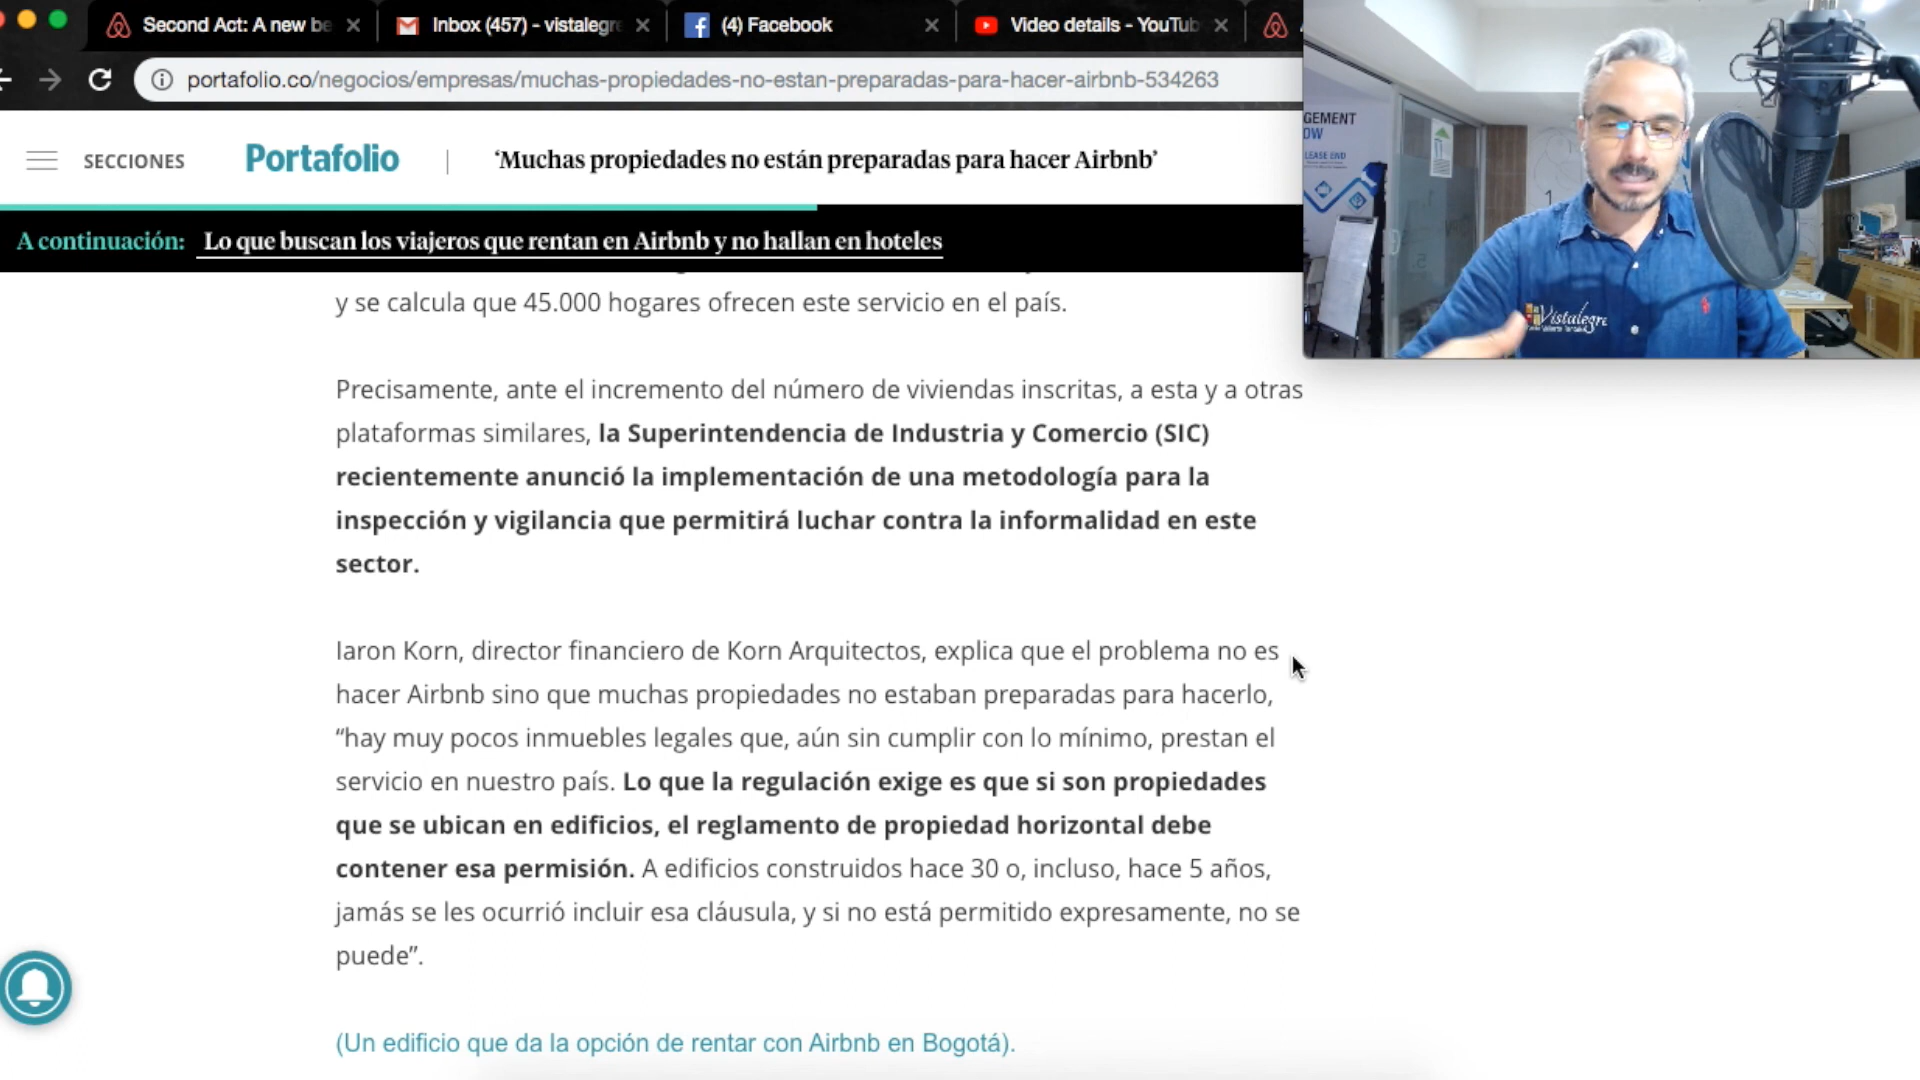 Second Act: A new be
Inbox (457) - vistalegre
(4) Facebook
Video details - YouTub
portafolio.co/negocios/empresas/muchas-propiedades-no-estan-preparadas-para-hacer-airbnb-534263
SECCIONES
Portafolio
‘Muchas propiedades no están preparadas para hacer Airbnb’
A continuación: Lo que buscan los viajeros que rentan en Airbnb y no hallan en hoteles
GEMENT
OW
LEASE END
Vistalegre
y se calcula que 45.000 hogares ofrecen este servicio en el país.
Precisamente, ante el incremento del número de viviendas inscritas, a esta y a otras
plataformas similares, la Superintendencia de Industria y Comercio (SIC)
recientemente anunció la implementación de una metodología para la
inspección y vigilancia que permitirá luchar contra la informalidad en este
sector.
Iaron Korn, director financiero de Korn Arquitectos, explica que el problema no es
hacer Airbnb sino que muchas propiedades no estaban preparadas para hacerlo,
“hay muy pocos inmuebles legales que, aún sin cumplir con lo mínimo, prestan el
servicio en nuestro país. Lo que la regulación exige es que si son propiedades
que se ubican en edificios, el reglamento de propiedad horizontal debe
contener esa permisión. A edificios construidos hace 30 o, incluso, hace 5 años,
jamás se les ocurrió incluir esa cláusula, y si no está permitido expresamente, no se
puede”.
(Un edificio que da la opción de rentar con Airbnb en Bogotá).